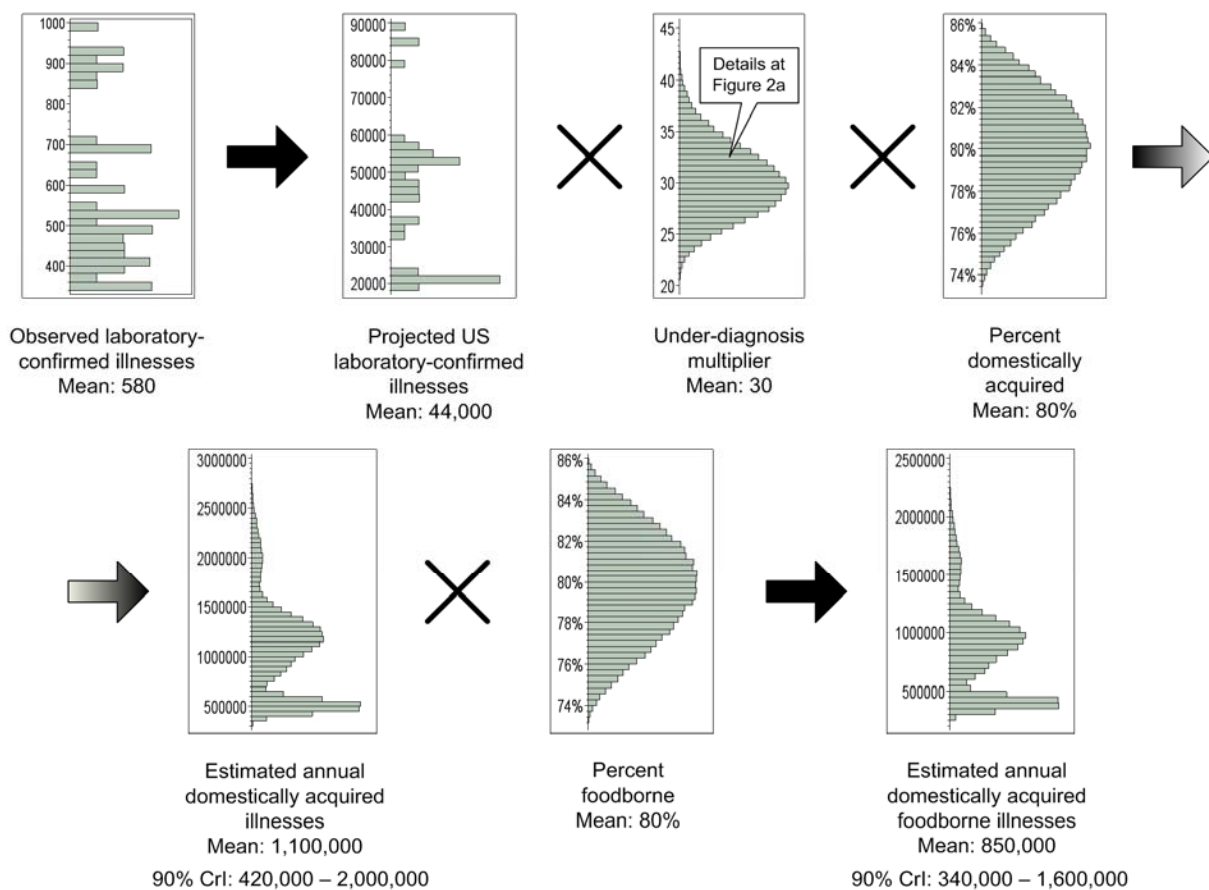 1000
900
800
700
600
500
400
90000
80000
70000
60000
50000
40000
30000
20000
45
40
35
30
25
20
Details at
Figure 2a
86%
84%
82%
80%
78%
76%
74%
Observed laboratory-
confirmed illnesses
Mean: 580
Projected US
laboratory-confirmed
illnesses
Mean: 44,000
Under-diagnosis
multiplier
Mean: 30
Percent
domestically
acquired
Mean: 80%
3000000
2500000
2000000
1500000
1000000
500000
86%
84%
82%
80%
78%
76%
74%
2500000
2000000
1500000
1000000
500000
Estimated annual
domestically acquired
illnesses
Mean: 1,100,000
90% CrI: 420,000 – 2,000,000
Percent
foodborne
Mean: 80%
Estimated annual
domestically acquired
foodborne illnesses
Mean: 850,000
90% CrI: 340,000 – 1,600,000